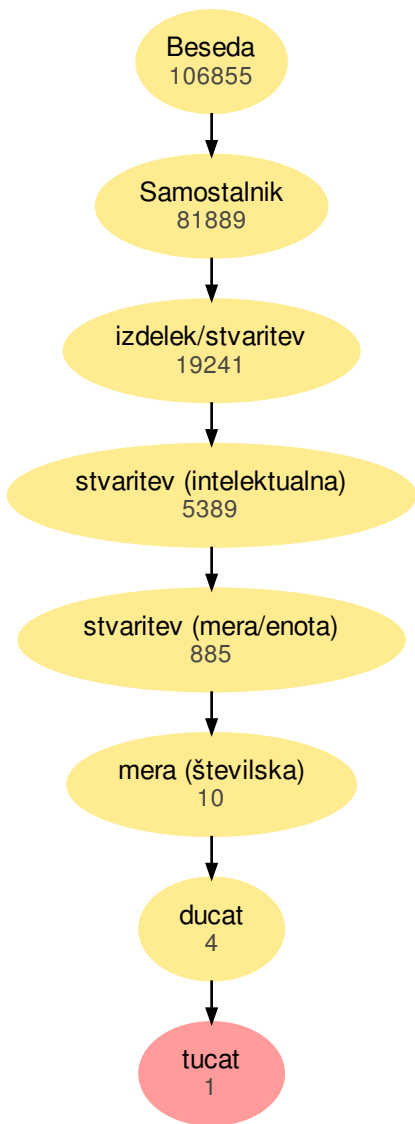 Beseda
106855
Samostalnik
81889
izdelek/stvaritev
19241
stvaritev (intelektualna)
5389
stvaritev (mera/enota)
885
mera (številska)
10
ducat
4
tucat
1